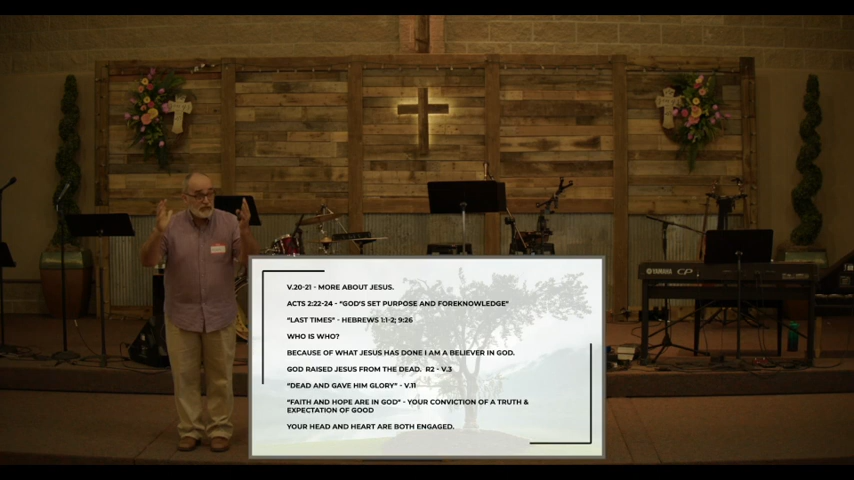 V.20-21 - MORE ABOUT JESUS.
ACTS 2:22-24 - "GOD'S SET PURPOSE AND FOREKNOWLEDGE"
"LAST TIMES" - HEBREWS 1:1-2; 9:26
WHO IS WHO?
BECAUSE OF WHAT JESUS HAS DONE I AM A BELIEVER IN GOD.
GOD RAISED JESUS FROM THE DEAD. R2 - V.3
"DEAD AND GAVE HIM GLORY" - V.11
"FAITH AND HOPE ARE IN GOD" - YOUR CONVICTION OF A TRUTH &
EXPECTATION OF GOOD
YOUR HEAD AND HEART ARE BOTH ENGAGED.
YAMAHA CP